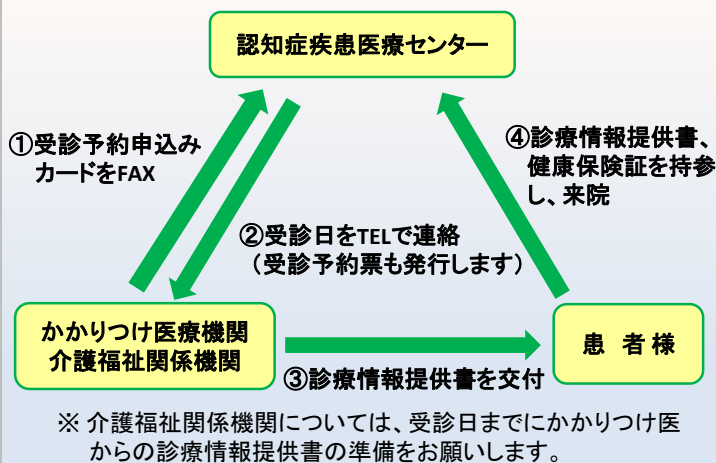 認知症疾患医療センター
①受診予約申込み
カードをFAX
④診療情報提供書、
健康保険証を持参
し、来院
②受診日をTELで連絡
（受診予約票も発行します）
かかりつけ医療機関
介護福祉関係機関
患 者 様
③診療情報提供書を交付
※ 介護福祉関係機関については、受診日までにかかりつけ医
からの診療情報提供書の準備をお願いします。